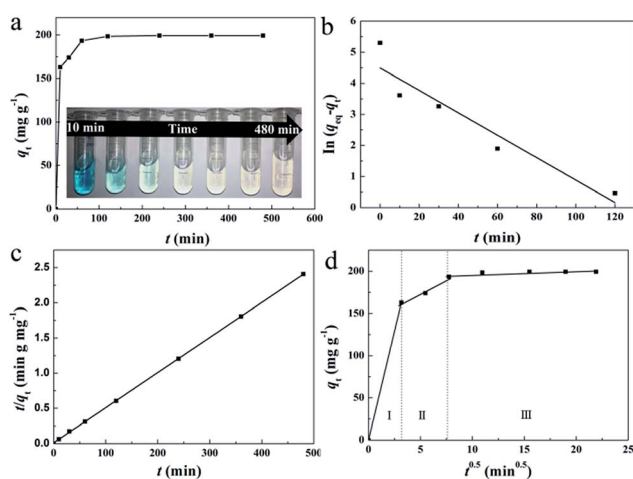 a
200
150
100
50
0
q_t (mg g⁻¹)
10 min Time 480 min
0 100 200 300 400 500 600
t (min)
b
6
5
4
3
2
1
0
ln (q_eq-q_t)
0 20 40 60 80 100 120
t (min)
c
2.5
2.0
1.5
1.0
0.5
0.0
t/q_t (min g mg⁻¹)
0 100 200 300 400 500
t (min)
d
200
150
100
50
0
q_t (mg g⁻¹)
I II III
0 5 10 15 20 25
t^0.5 (min^0.5)